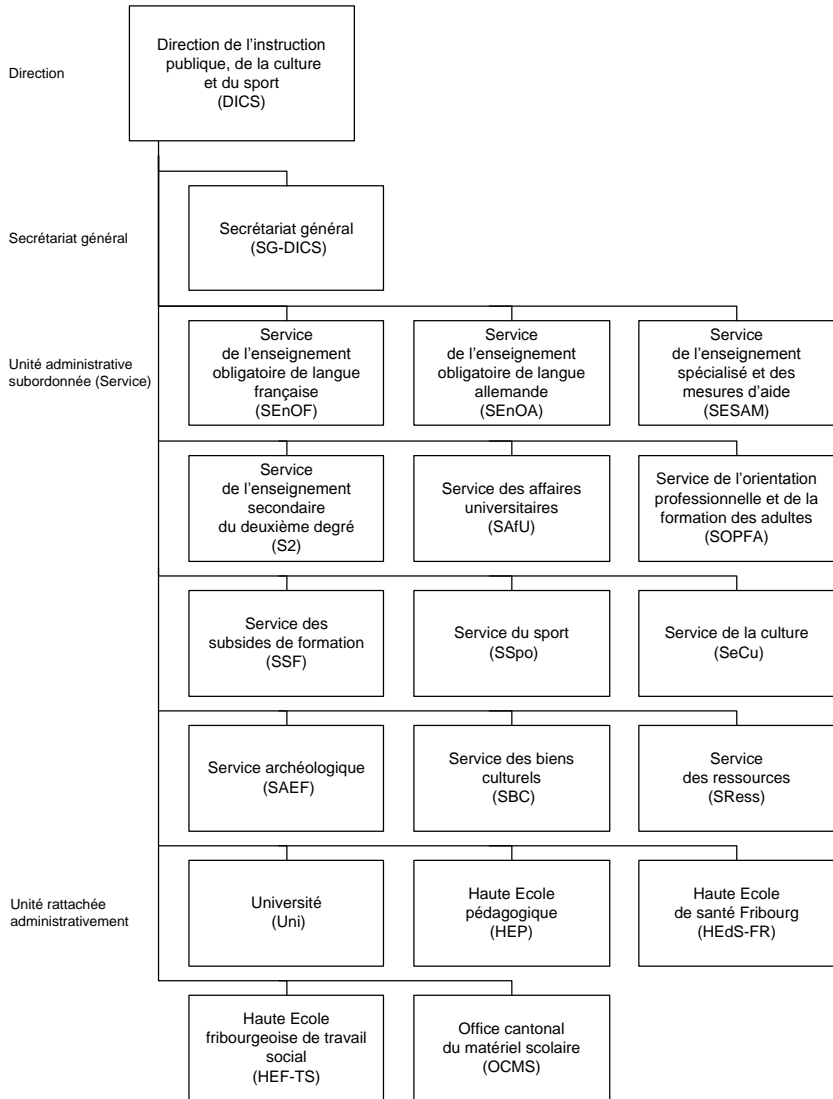 Direction
Direction de l'instruction
publique, de la culture
et du sport
(DICS)
Secrétariat général
Secrétariat général
(SG-DICS)
Unité administrative
subordonnée (Service)
Service
de l'enseignement
obligatoire de langue
française
(SEnOF)
Service
de l'enseignement
obligatoire de langue
allemande
(SEnOA)
Service
de l'enseignement
spécialisé et des
mesures d'aide
(SESAM)
Service
de l'enseignement
secondaire
du deuxième degré
(S2)
Service des affaires
universitaires
(SAfU)
Service de l'orientation
professionnelle et de la
formation des adultes
(SOPFA)
Service des
subsides de formation
(SSF)
Service du sport
(SSpo)
Service de la culture
(SeCu)
Service archéologique
(SAEF)
Service des biens
culturels
(SBC)
Service
des ressources
(SRess)
Unité rattachée
administrativement
Université
(Uni)
Haute Ecole
pédagogique
(HEP)
Haute Ecole
de santé Fribourg
(HEdS-FR)
Haute Ecole
fribourgeoise de travail
social
(HEF-TS)
Office cantonal
du matériel scolaire
(OCMS)